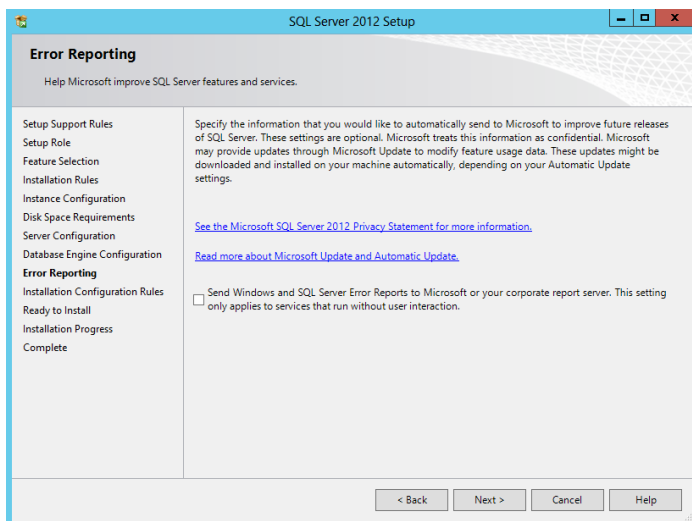 SQL Server 2012 Setup
Error Reporting
Help Microsoft improve SQL Server features and services.
Setup Support Rules
Setup Role
Feature Selection
Installation Rules
Instance Configuration
Disk Space Requirements
Server Configuration
Database Engine Configuration
Error Reporting
Installation Configuration Rules
Ready to Install
Installation Progress
Complete
Specify the information that you would like to automatically send to Microsoft to improve future releases
of SQL Server. These settings are optional. Microsoft treats this information as confidential. Microsoft
may provide updates through Microsoft Update to modify feature usage data. These updates might be
downloaded and installed on your machine automatically, depending on your Automatic Update
settings.
See the Microsoft SQL Server 2012 Privacy Statement for more information.
Read more about Microsoft Update and Automatic Update.
Send Windows and SQL Server Error Reports to Microsoft or your corporate report server. This setting
only applies to services that run without user interaction.
< Back
Next >
Cancel
Help